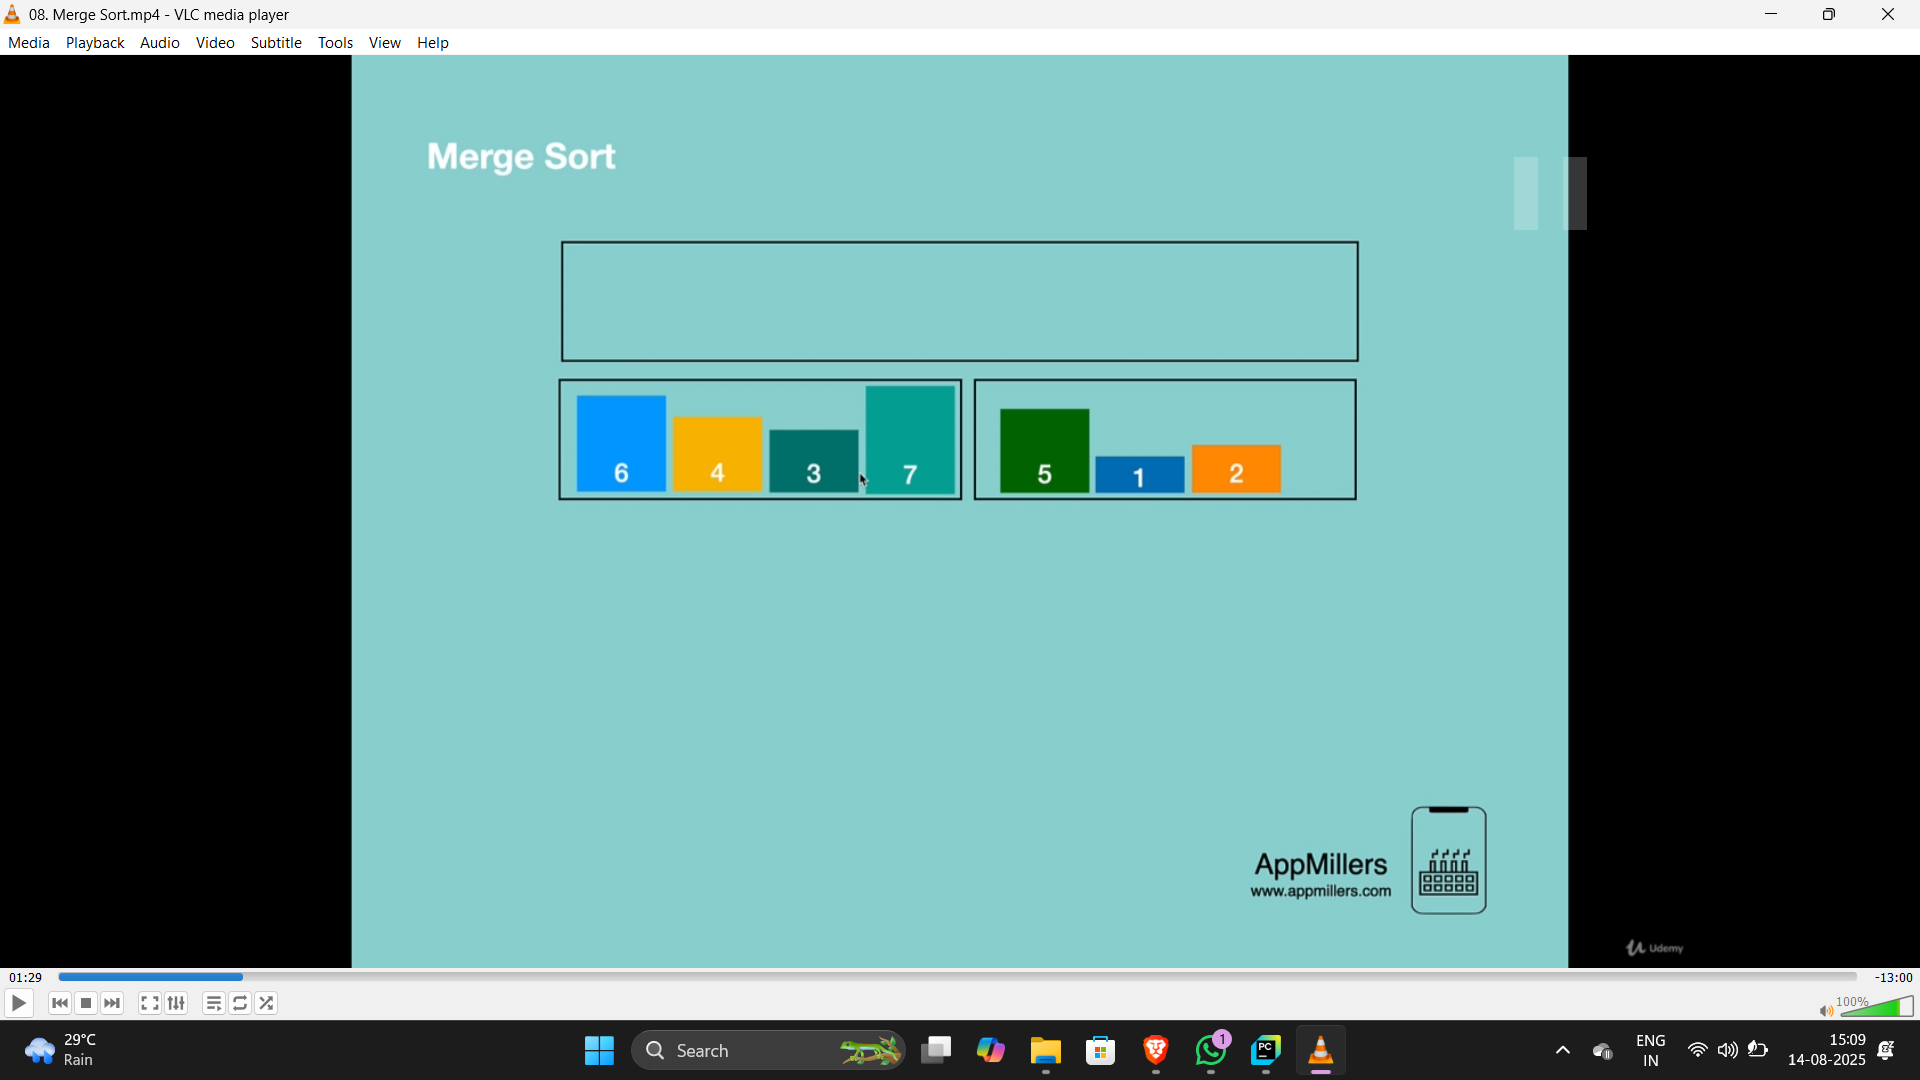 08. Merge Sort.mp4 - VLC media player
Media Playback Audio Video Subtitle Tools View Help
Merge Sort
6 4 3 7 5 1 2
AppMillers
www.appmillers.com
Udemy
01:29 -13:00
100%
29°C
Rain
Search
1
PC
ENG
IN
15:09
14-08-2025